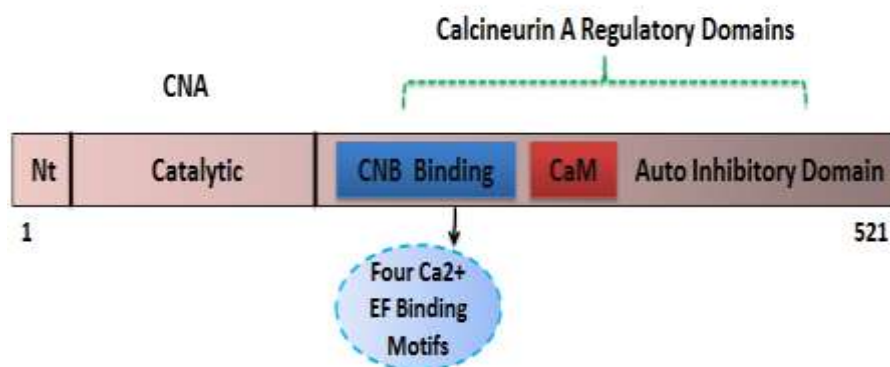 Calcineurin A Regulatory Domains
CNA
Nt Catalytic CNB Binding CaM Auto Inhibitory Domain
1 521
Four Ca2+
EF Binding
Motifs